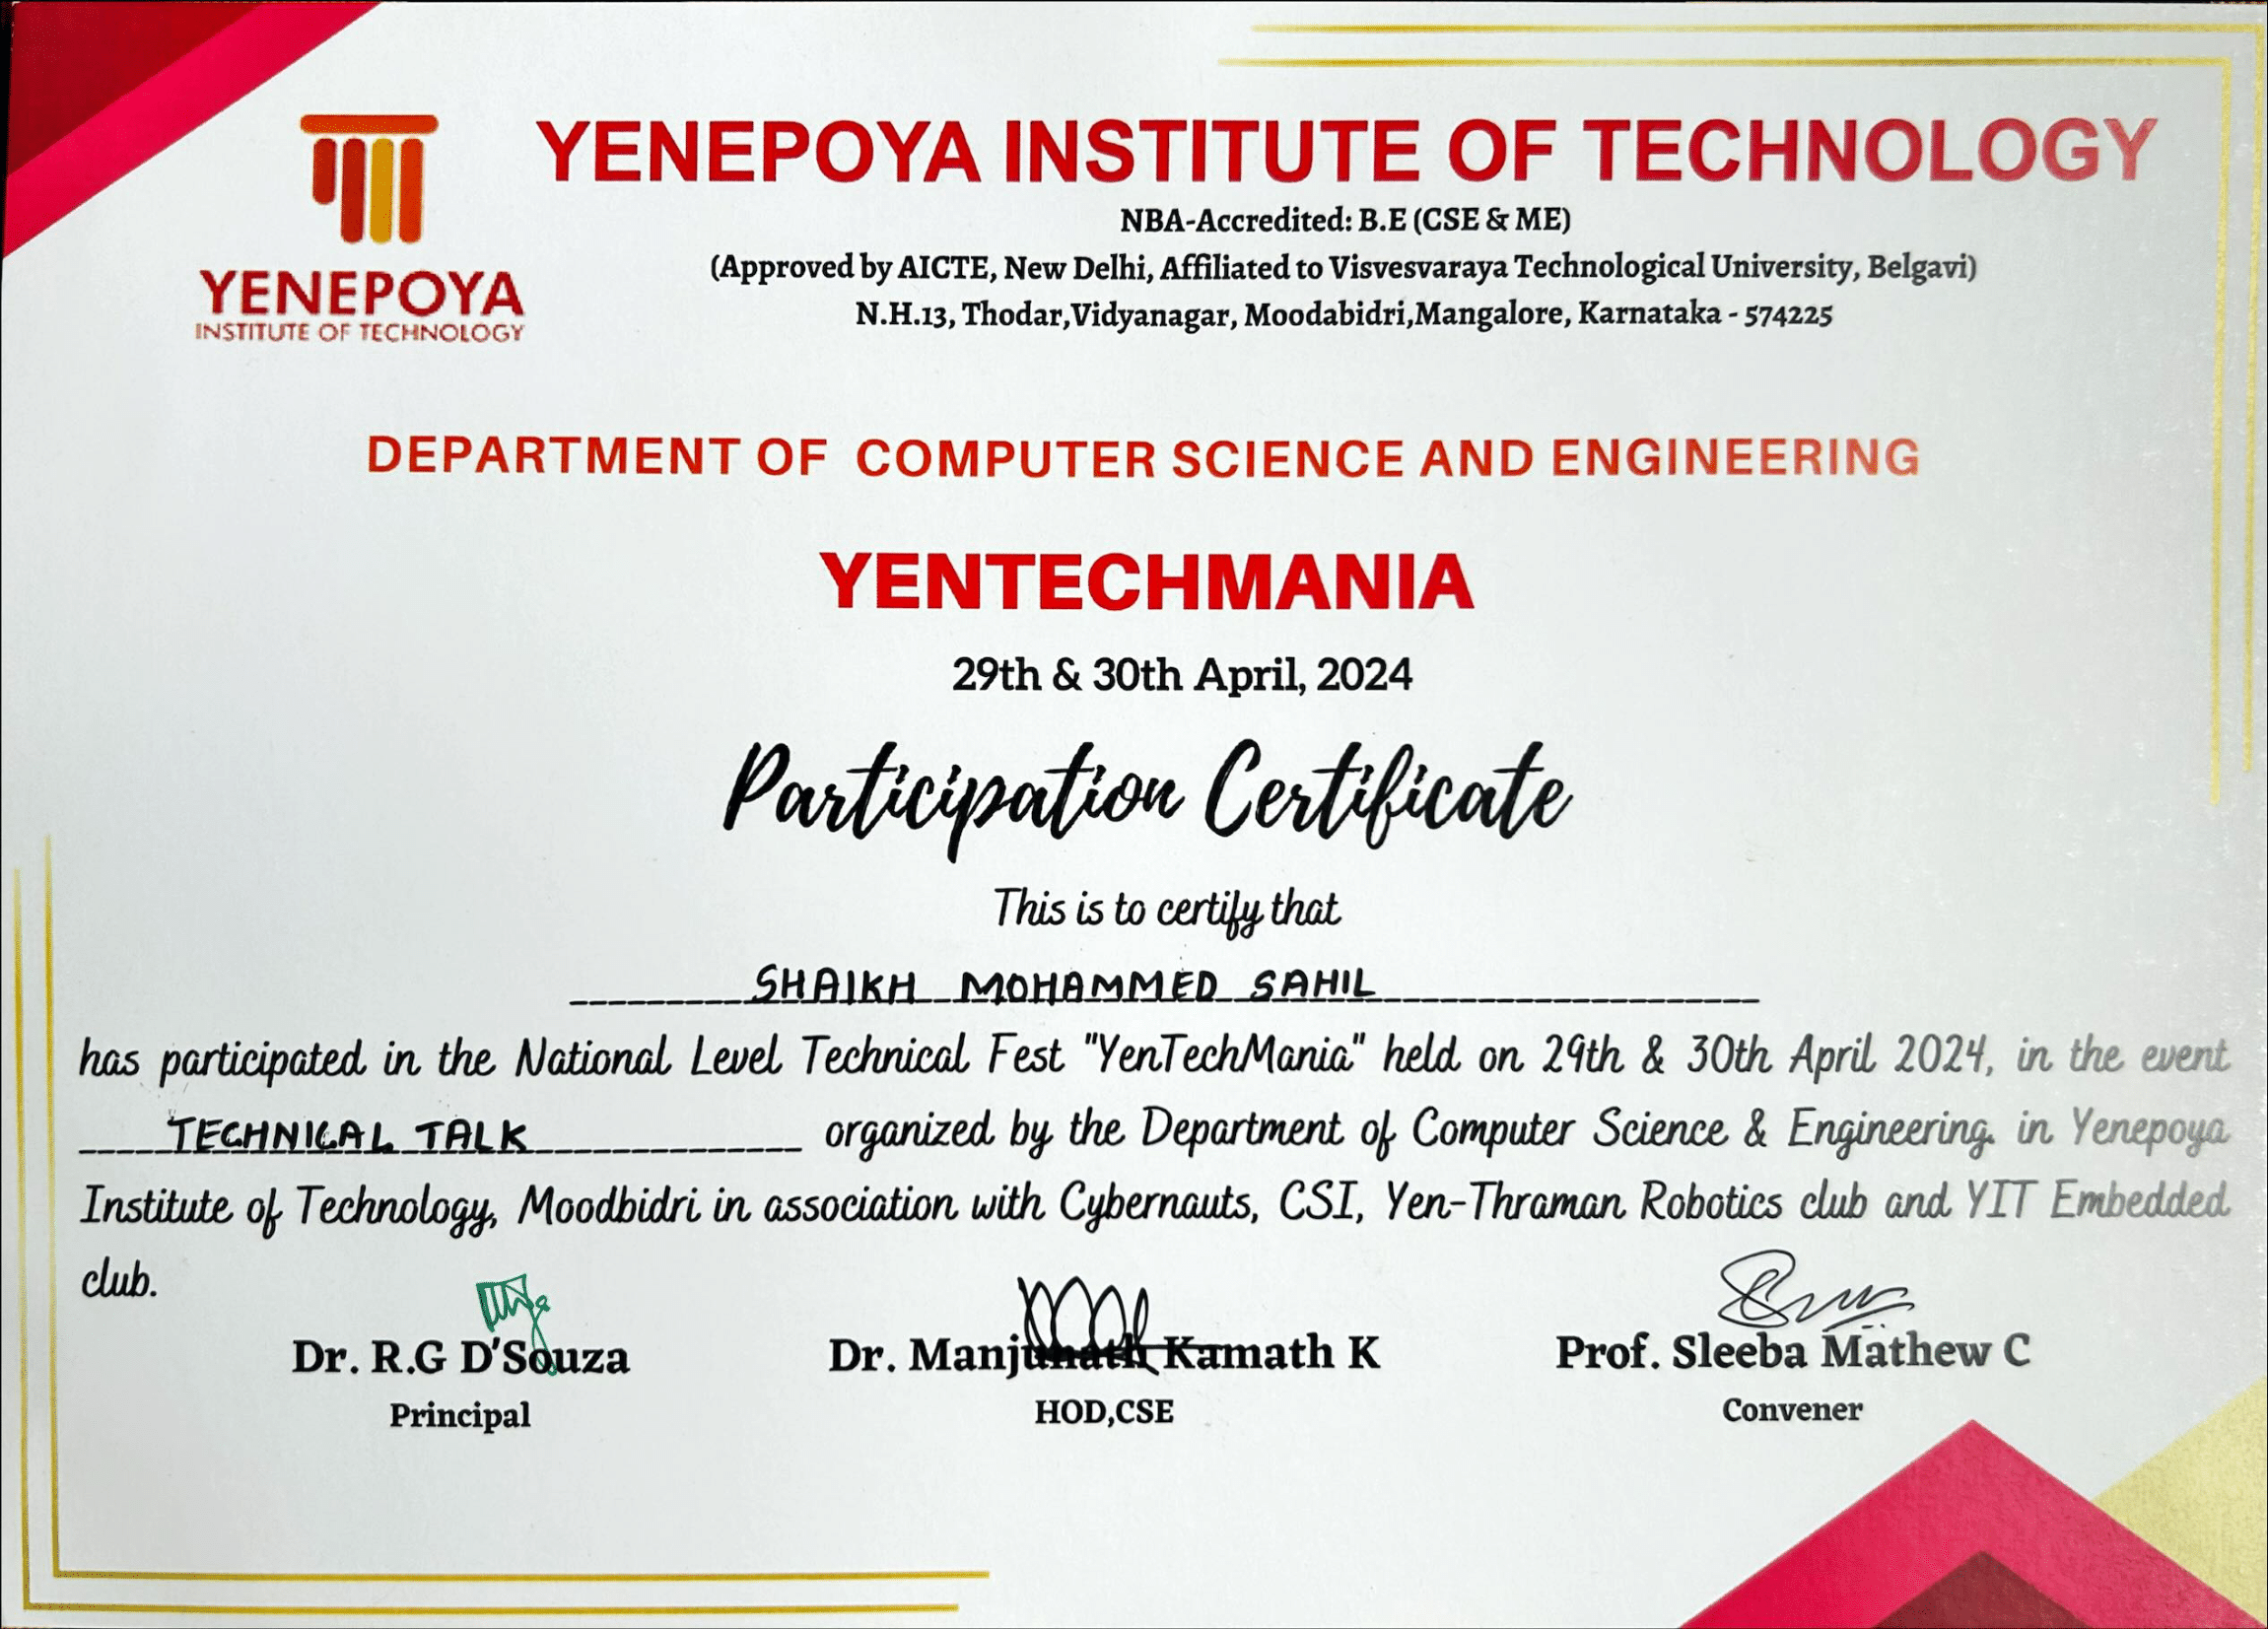 YENEPOYA
INSTITUTE OF TECHNOLOGY
YENEPOYA INSTITUTE OF TECHNOLOGY
NBA-Accredited: B.E (CSE & ME)
(Approved by AICTE, New Delhi, Affiliated to Visvesvaraya Technological University, Belgavi)
N.H.13, Thodar,Vidyanagar, Moodabidri,Mangalore, Karnataka - 574225
DEPARTMENT OF COMPUTER SCIENCE AND ENGINEERING
YENTECHMANIA
29th & 30th April, 2024
Participation Certificate
This is to certify that
SHAIKH MOHAMMED SAHIL
has participated in the National Level Technical Fest "YenTechMania" held on 29th & 30th April 2024, in the event
TECHNICAL TALK organized by the Department of Computer Science & Engineering. in Yenepoya
Institute of Technology, Moodbidri in association with Cybernauts, CSI, Yen-Thraman Robotics club and YIT Embedded
club.
Dr. R.G D'Souza
Principal
Dr. Manjunath Kamath K
HOD,CSE
Prof. Sleeba Mathew C
Convener